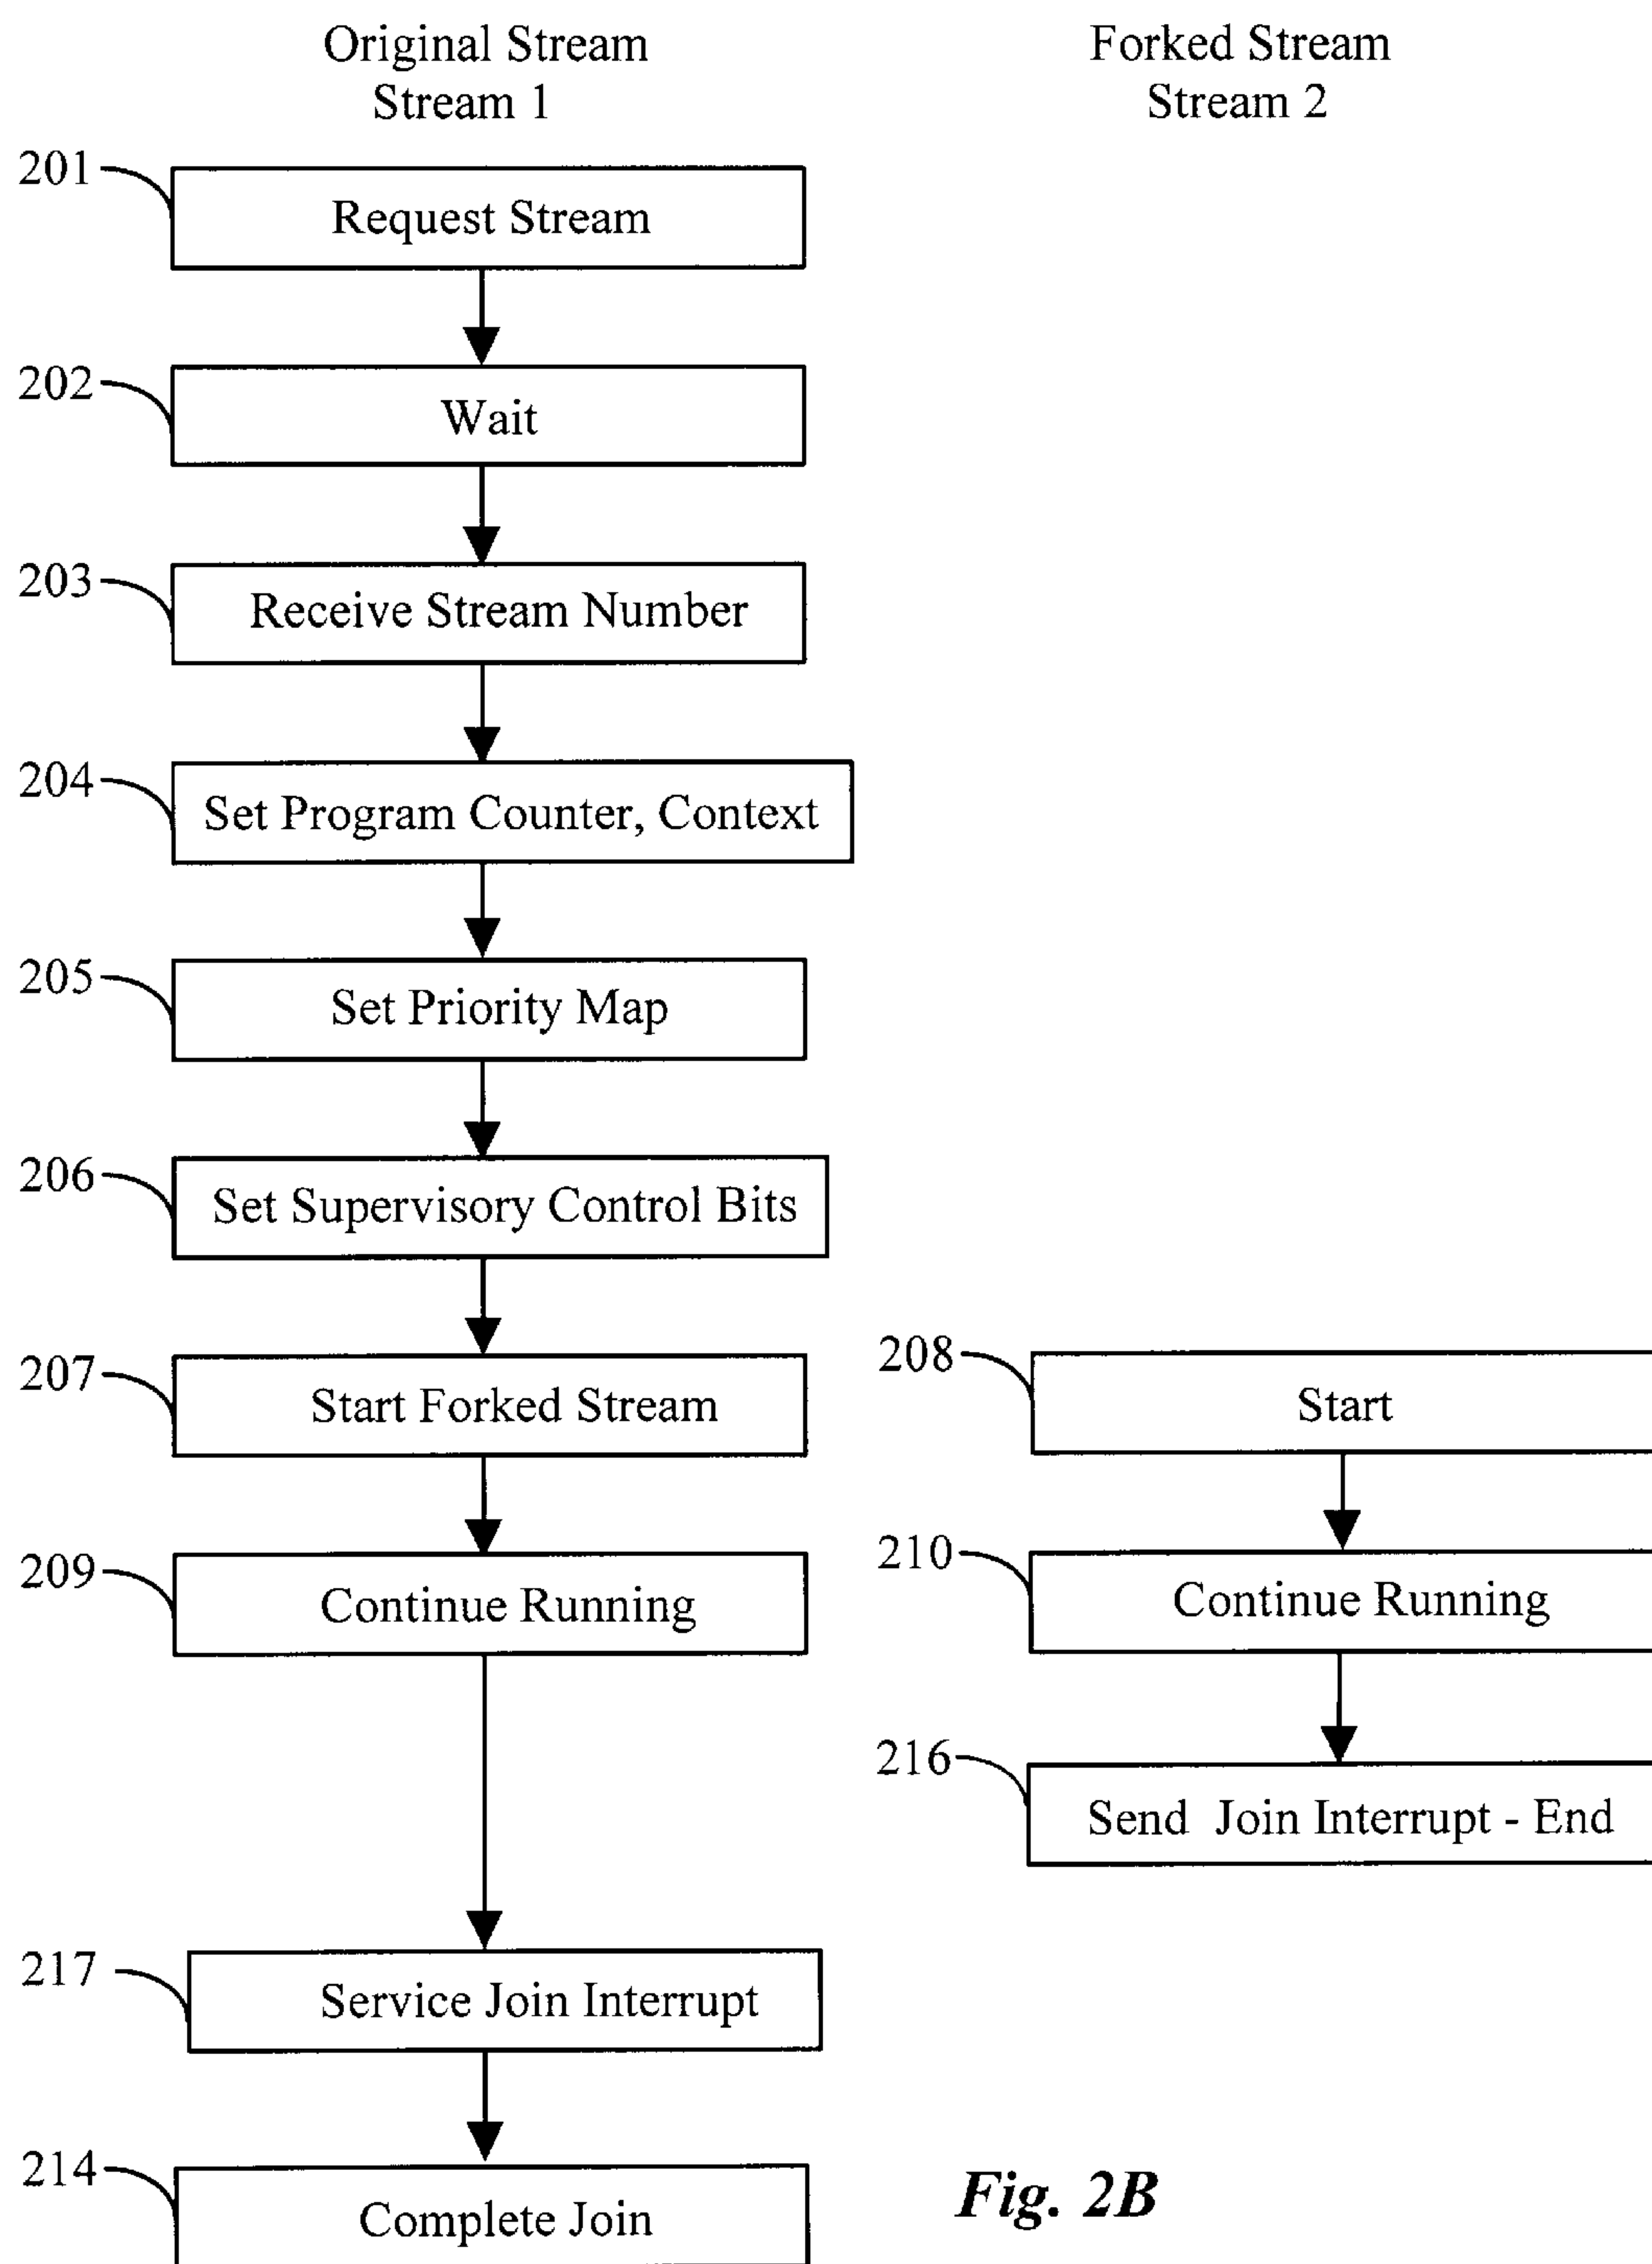 Original Stream
Stream 1
Forked Stream
Stream 2
201
Request Stream
202
Wait
203
Receive Stream Number
204
Set Program Counter, Context
205
Set Priority Map
206
Set Supervisory Control Bits
207
Start Forked Stream
208
Start
209
Continue Running
210
Continue Running
216
Send Join Interrupt - End
217
Service Join Interrupt
214
Complete Join
Fig. 2B